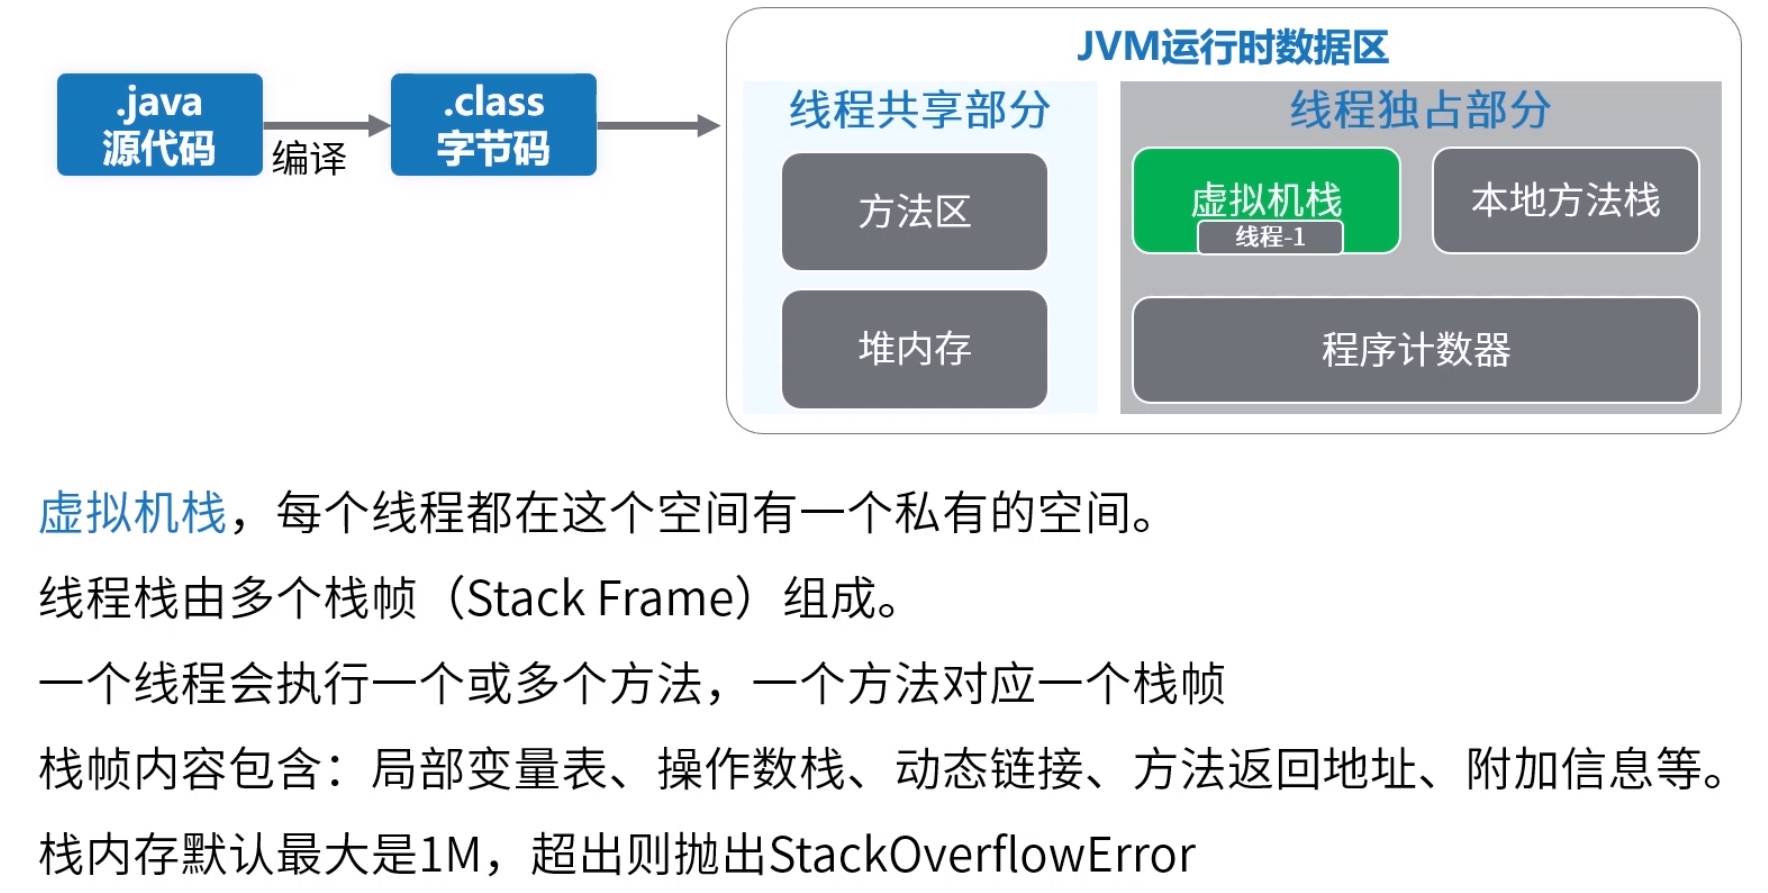 JVM运行时数据区
.java
源代码
编译
.class
字节码
线程共享部分
方法区
堆内存
线程独占部分
虚拟机栈
线程-1
本地方法栈
程序计数器
虚拟机栈，每个线程都在这个空间有一个私有的空间。
线程栈由多个栈帧（Stack Frame）组成。
一个线程会执行一个或多个方法，一个方法对应一个栈帧
栈帧内容包含：局部变量表、操作数栈、动态链接、方法返回地址、附加信息等。
栈内存默认最大是1M，超出则抛出StackOverflowError